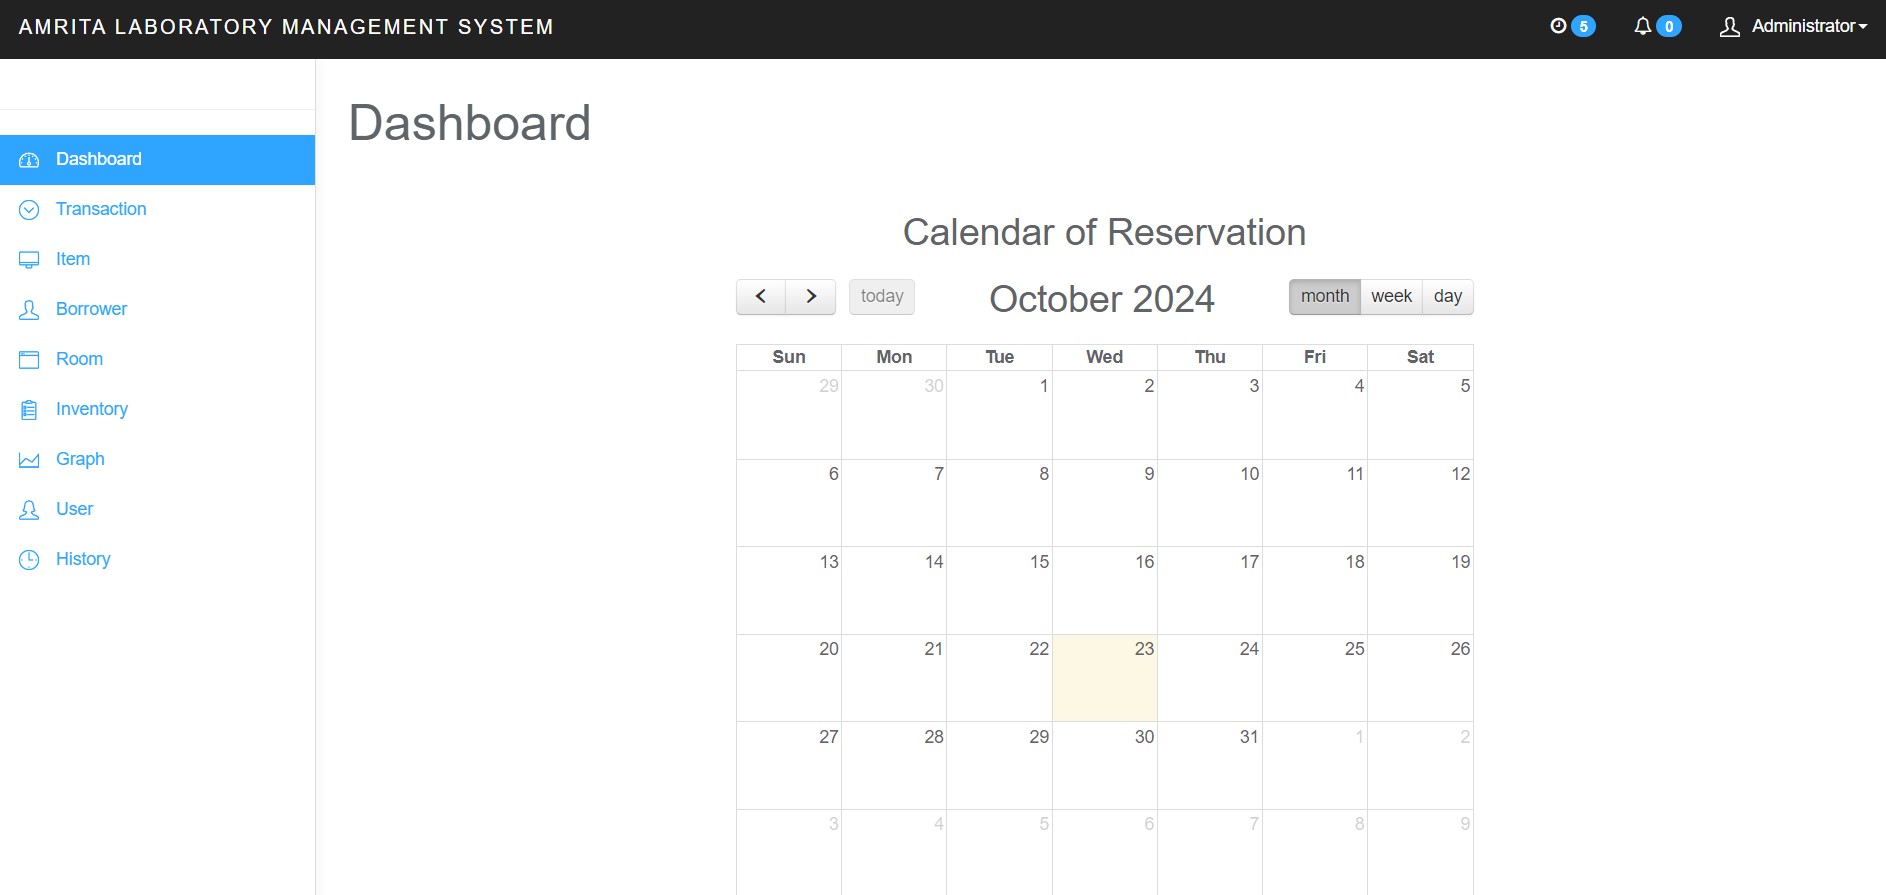 AMRITA LABORATORY MANAGEMENT SYSTEM
5
0
Administrator
Dashboard
Transaction
Item
Borrower
Room
Inventory
Graph
User
History
Dashboard
Calendar of Reservation
today
October 2024
month week day
Sun Mon Tue Wed Thu Fri Sat
29 30 1 2 3 4 5
6 7 8 9 10 11 12
13 14 15 16 17 18 19
20 21 22 23 24 25 26
27 28 29 30 31 1 2
3 4 5 6 7 8 9